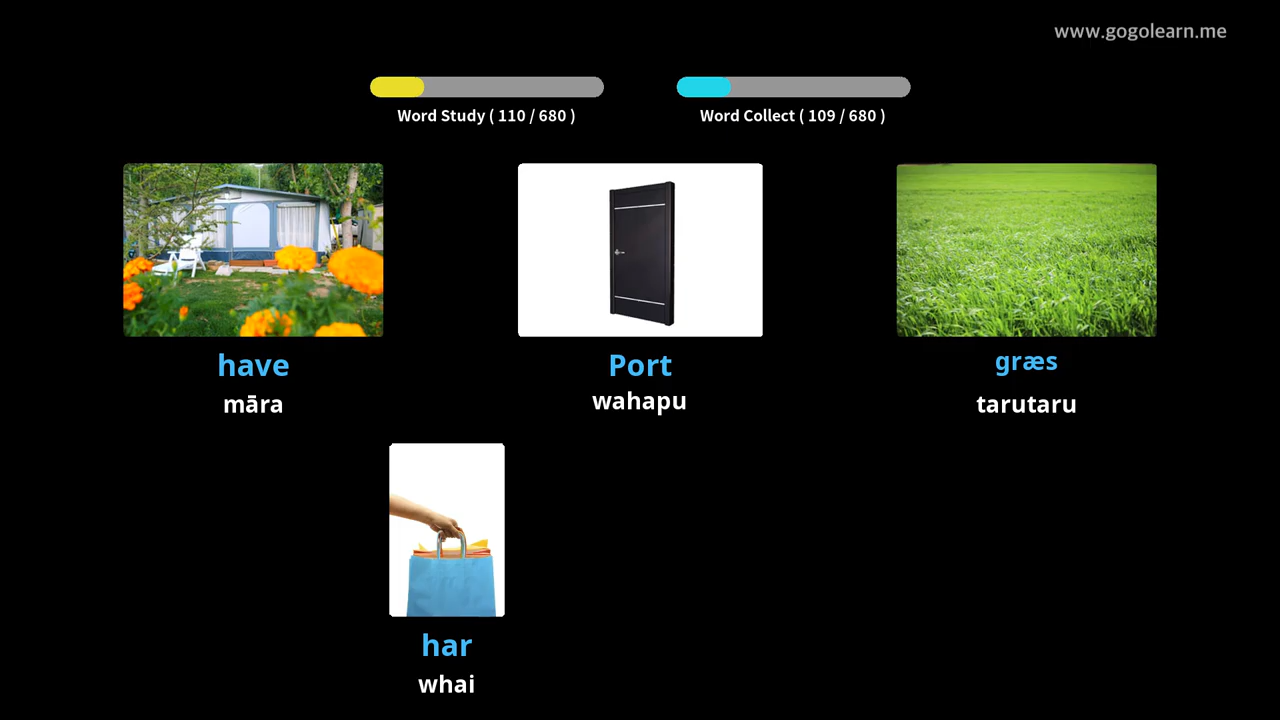 www.gogolearn.me
Word Study ( 110 / 680 )
Word Collect ( 109 / 680 )
have
māra
Port
wahapu
græs
tarutaru
har
whai